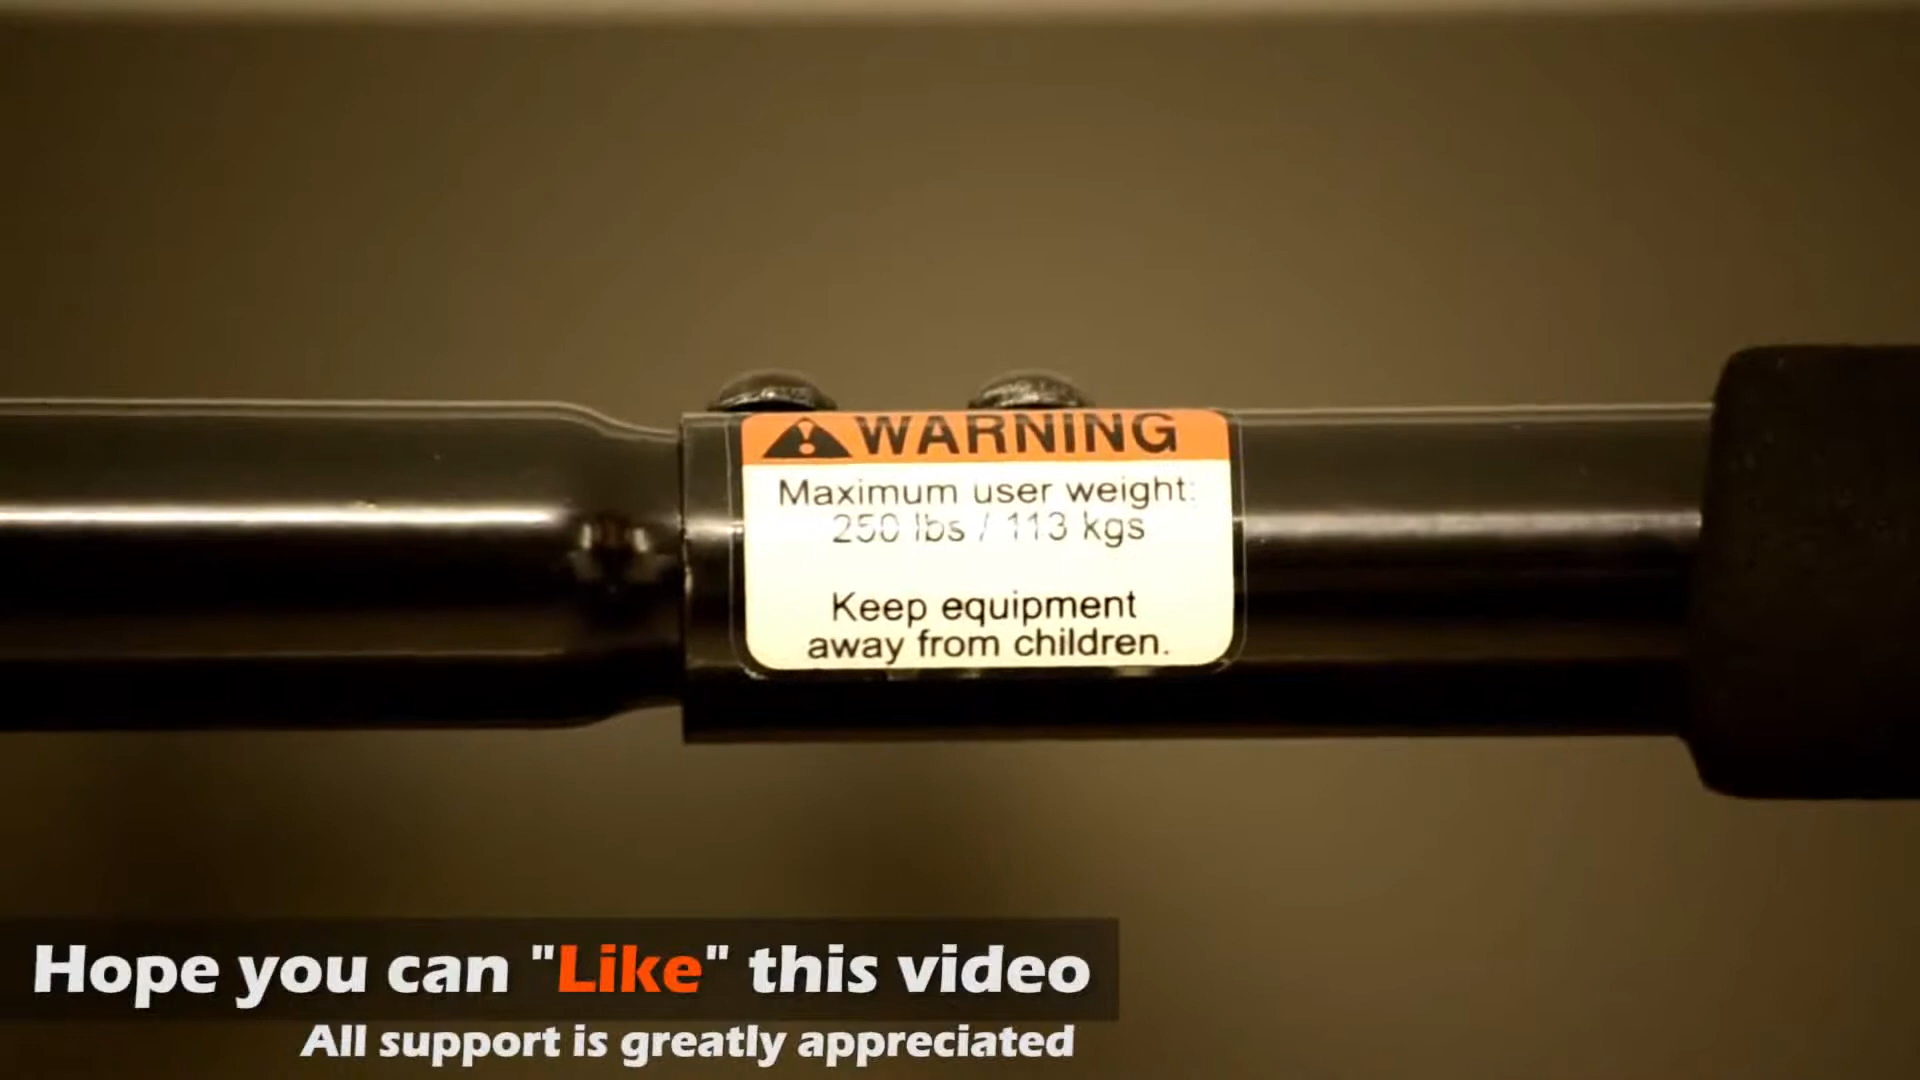 WARNING
Maximum user weight:
250 lbs / 113 kgs
Keep equipment
away from children.
Hope you can "Like" this video
All support is greatly appreciated